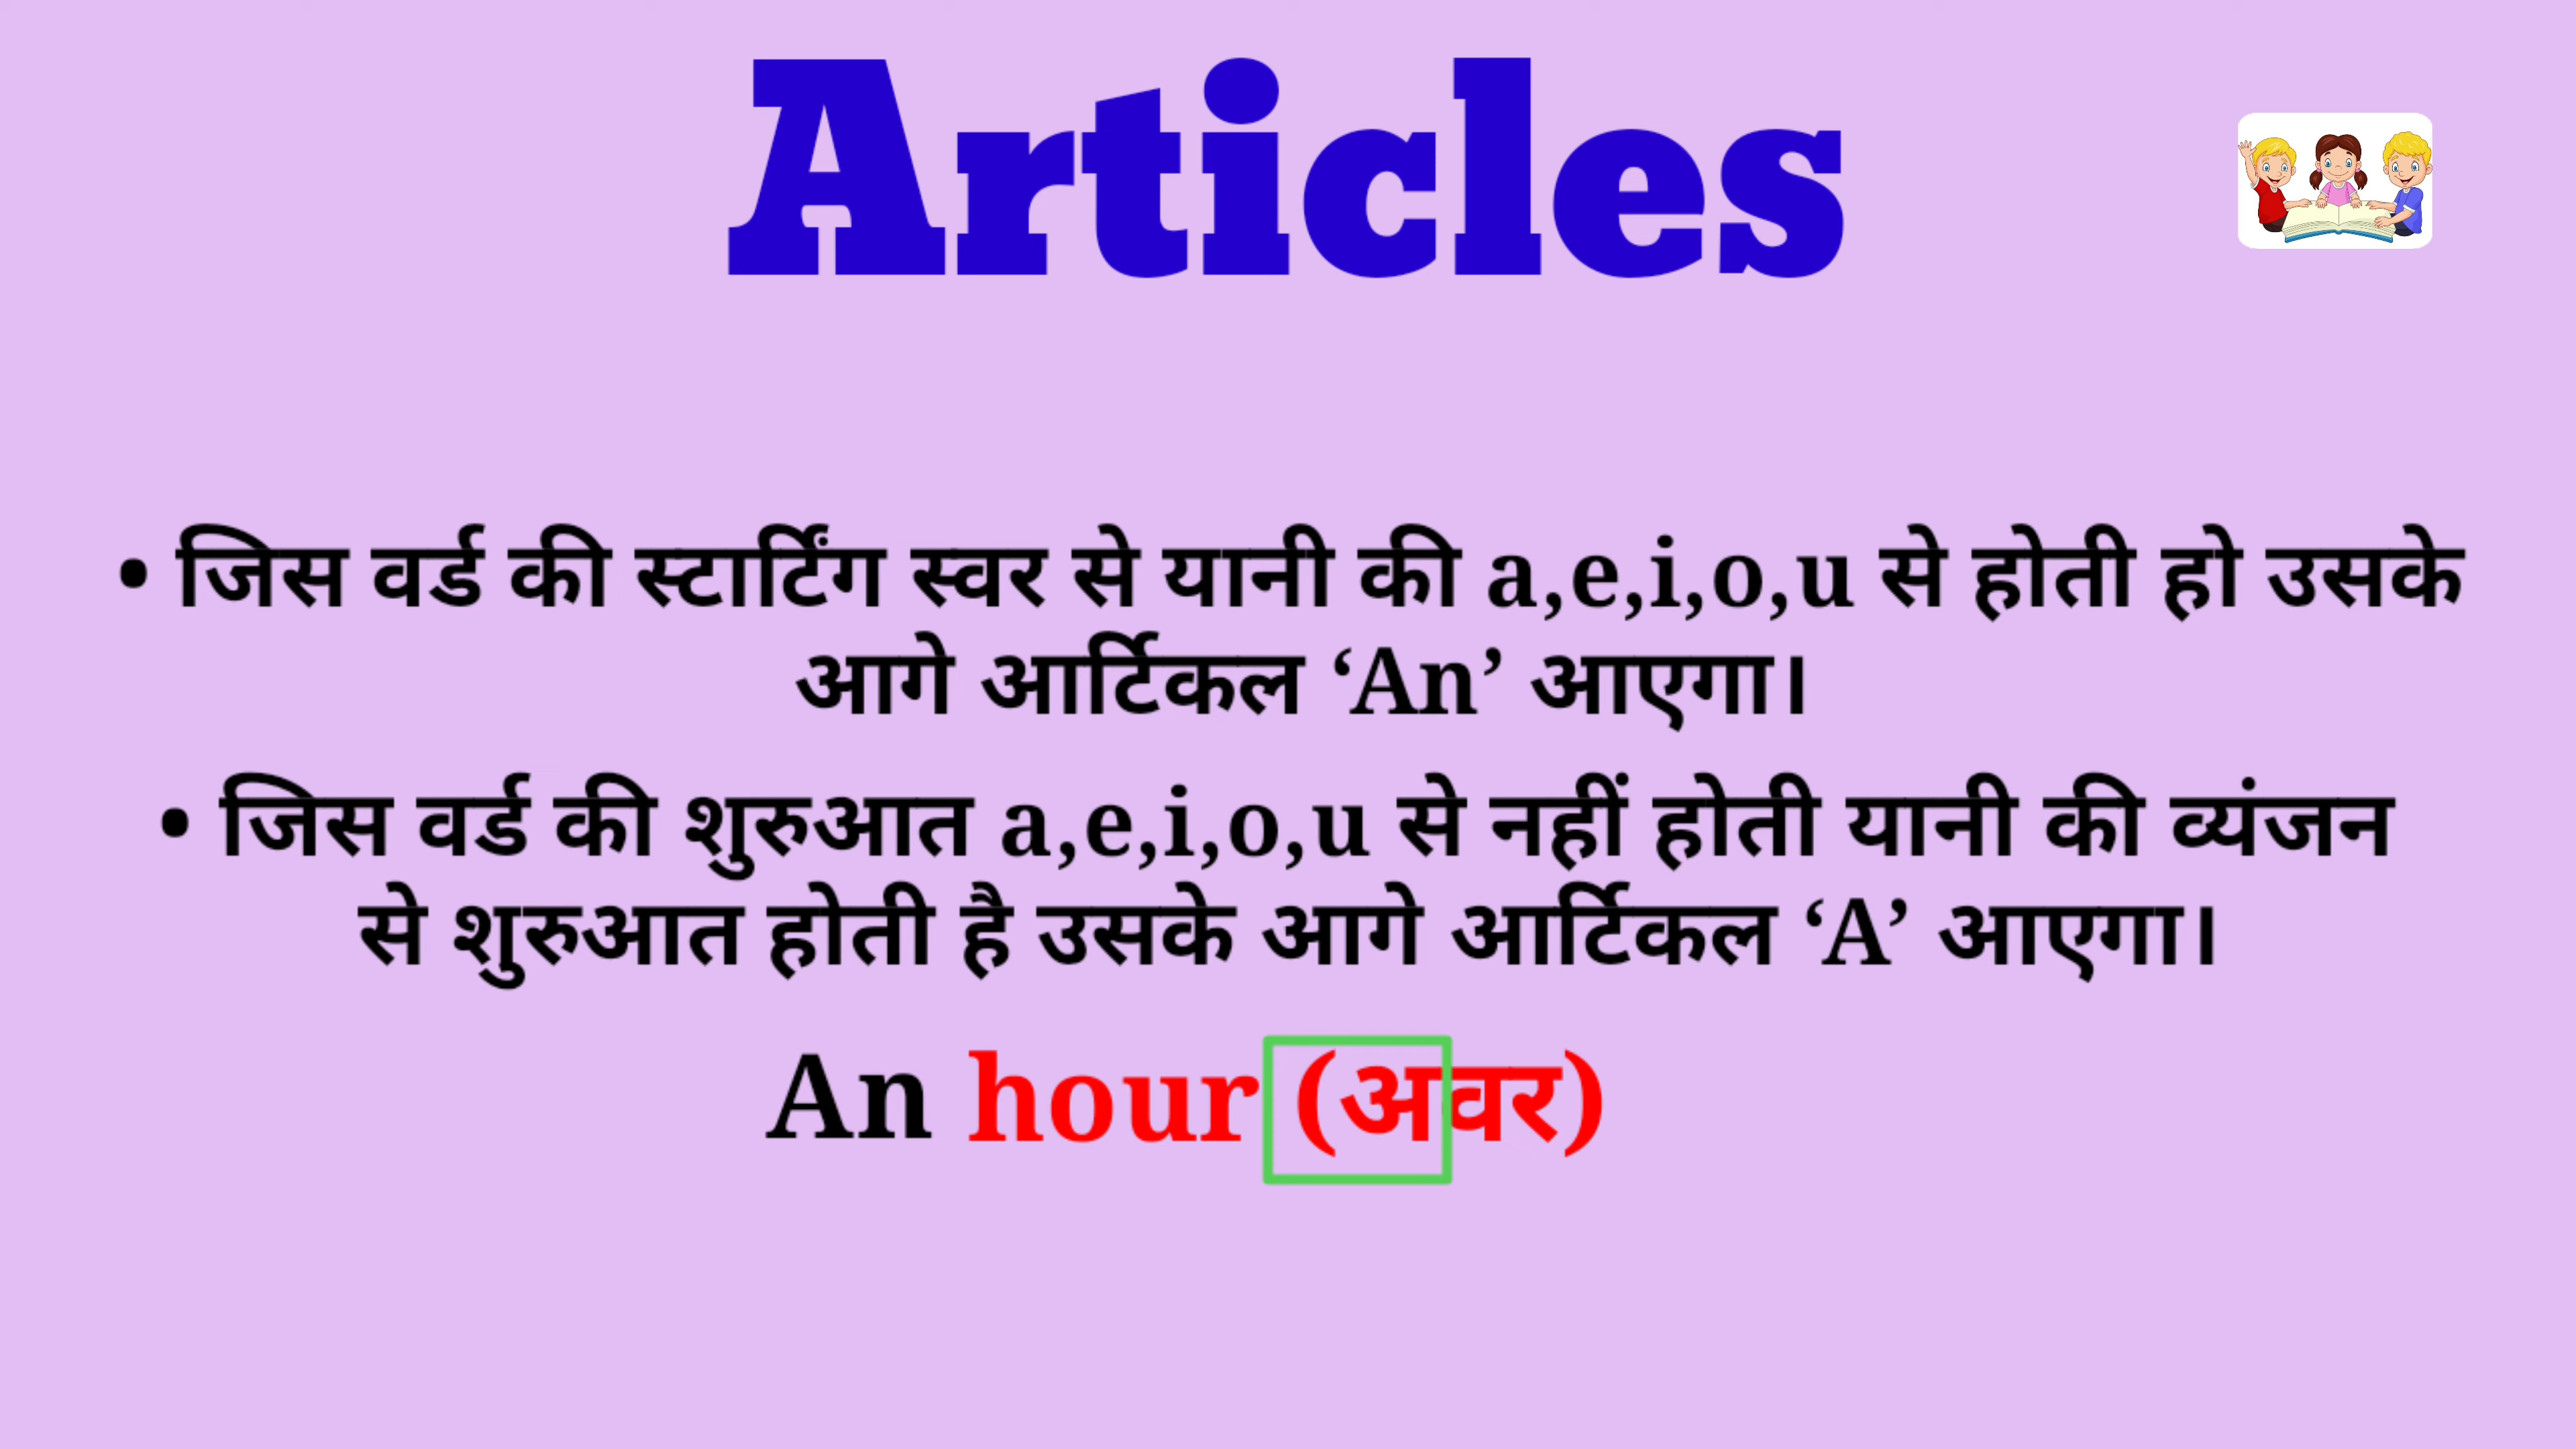 Articles
• जिस वर्ड की स्टार्टिंग स्वर से यानी की a,e,i,o,u से होती हो उसके
आगे आर्टिकल ‘An’ आएगा।
• जिस वर्ड की शुरुआत a,e,i,o,u से नहीं होती यानी की व्यंजन
से शुरुआत होती है उसके आगे आर्टिकल ‘A’ आएगा।
An hour (अवर)